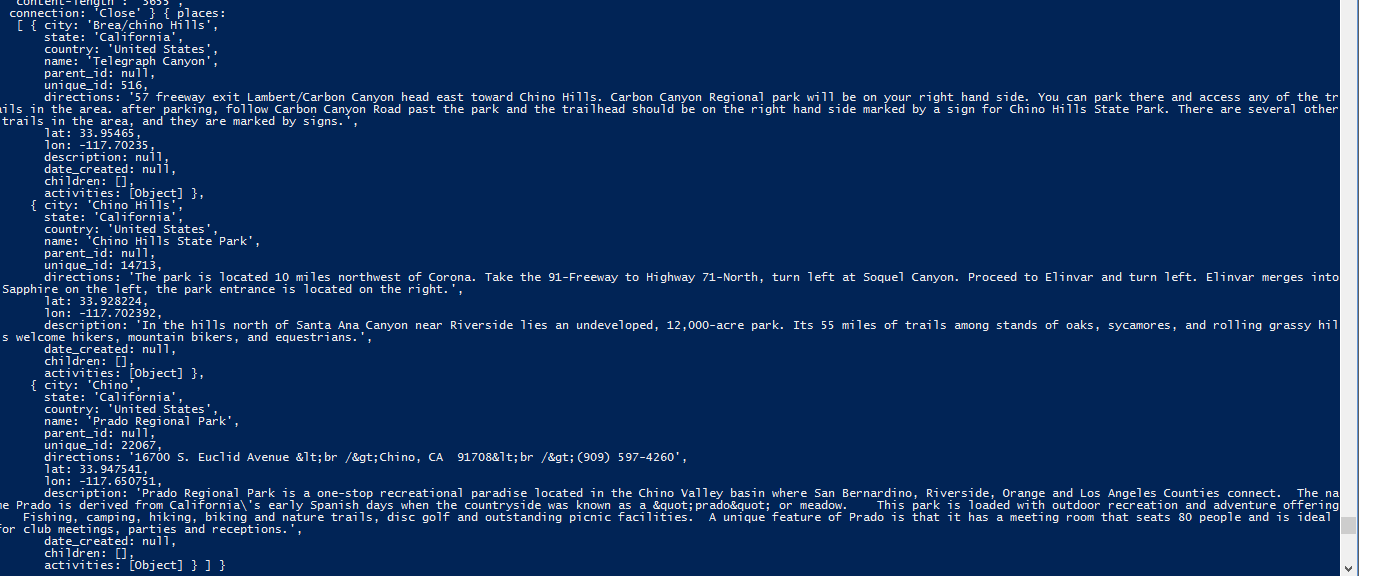 content-length': '3655',
connection: 'Close' } { places:
[ { city: 'Brea/chino Hills',
state: 'California',
country: 'United States',
name: 'Telegraph Canyon',
parent_id: null,
unique_id: 516,
directions: '57 freeway exit Lambert/Carbon Canyon head east toward Chino Hills. Carbon Canyon Regional park will be on your right hand side. You can park there and access any of the tr
ails in the area. after parking, follow Carbon Canyon Road past the park and the trailhead should be on the right hand side marked by a sign for Chino Hills State Park. There are several other
trails in the area, and they are marked by signs.',
lat: 33.95465,
lon: -117.70235,
description: null,
date_created: null,
children: [],
activities: [Object] },
{ city: 'Chino Hills',
state: 'California',
country: 'United States',
name: 'Chino Hills State Park',
parent_id: null,
unique_id: 14713,
directions: 'The park is located 10 miles northwest of Corona. Take the 91-Freeway to Highway 71-North, turn left at Soquel Canyon. Proceed to Elinvar and turn left. Elinvar merges into
Sapphire on the left, the park entrance is located on the right.',
lat: 33.928224,
lon: -117.702392,
description: 'In the hills north of Santa Ana Canyon near Riverside lies an undeveloped, 12,000-acre park. Its 55 miles of trails among stands of oaks, sycamores, and rolling grassy hil
s welcome hikers, mountain bikers, and equestrians.',
date_created: null,
children: [],
activities: [Object] },
{ city: 'Chino',
state: 'California',
country: 'United States',
name: 'Prado Regional Park',
parent_id: null,
unique_id: 22067,
directions: '16700 S. Euclid Avenue &lt;br /&gt;Chino, CA  91708&lt;br /&gt;(909) 597-4260',
lat: 33.947541,
lon: -117.650751,
description: 'Prado Regional Park is a one-stop recreational paradise located in the Chino Valley basin where San Bernardino, Riverside, Orange and Los Angeles Counties connect.  The na
me Prado is derived from California\'s early Spanish days when the countryside was known as a &quot;prado&quot; or meadow.    This park is loaded with outdoor recreation and adventure offering
Fishing, camping, hiking, biking and nature trails, disc golf and outstanding picnic facilities.  A unique feature of Prado is that it has a meeting room that seats 80 people and is ideal
for club meetings, parties and receptions.',
date_created: null,
children: [],
activities: [Object] } ] }